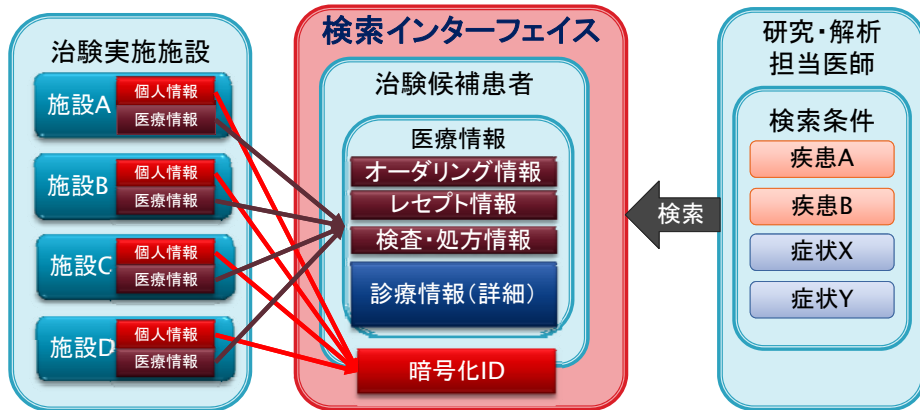 治験実施施設
施設A
個人情報
医療情報
施設B
個人情報
医療情報
施設C
個人情報
医療情報
施設D
個人情報
医療情報
検索インターフェイス
治験候補患者
医療情報
オーダリング情報
レセプト情報
検査・処方情報
診療情報（詳細）
暗号化ID
検索
研究・解析
担当医師
検索条件
疾患A
疾患B
症状X
症状Y